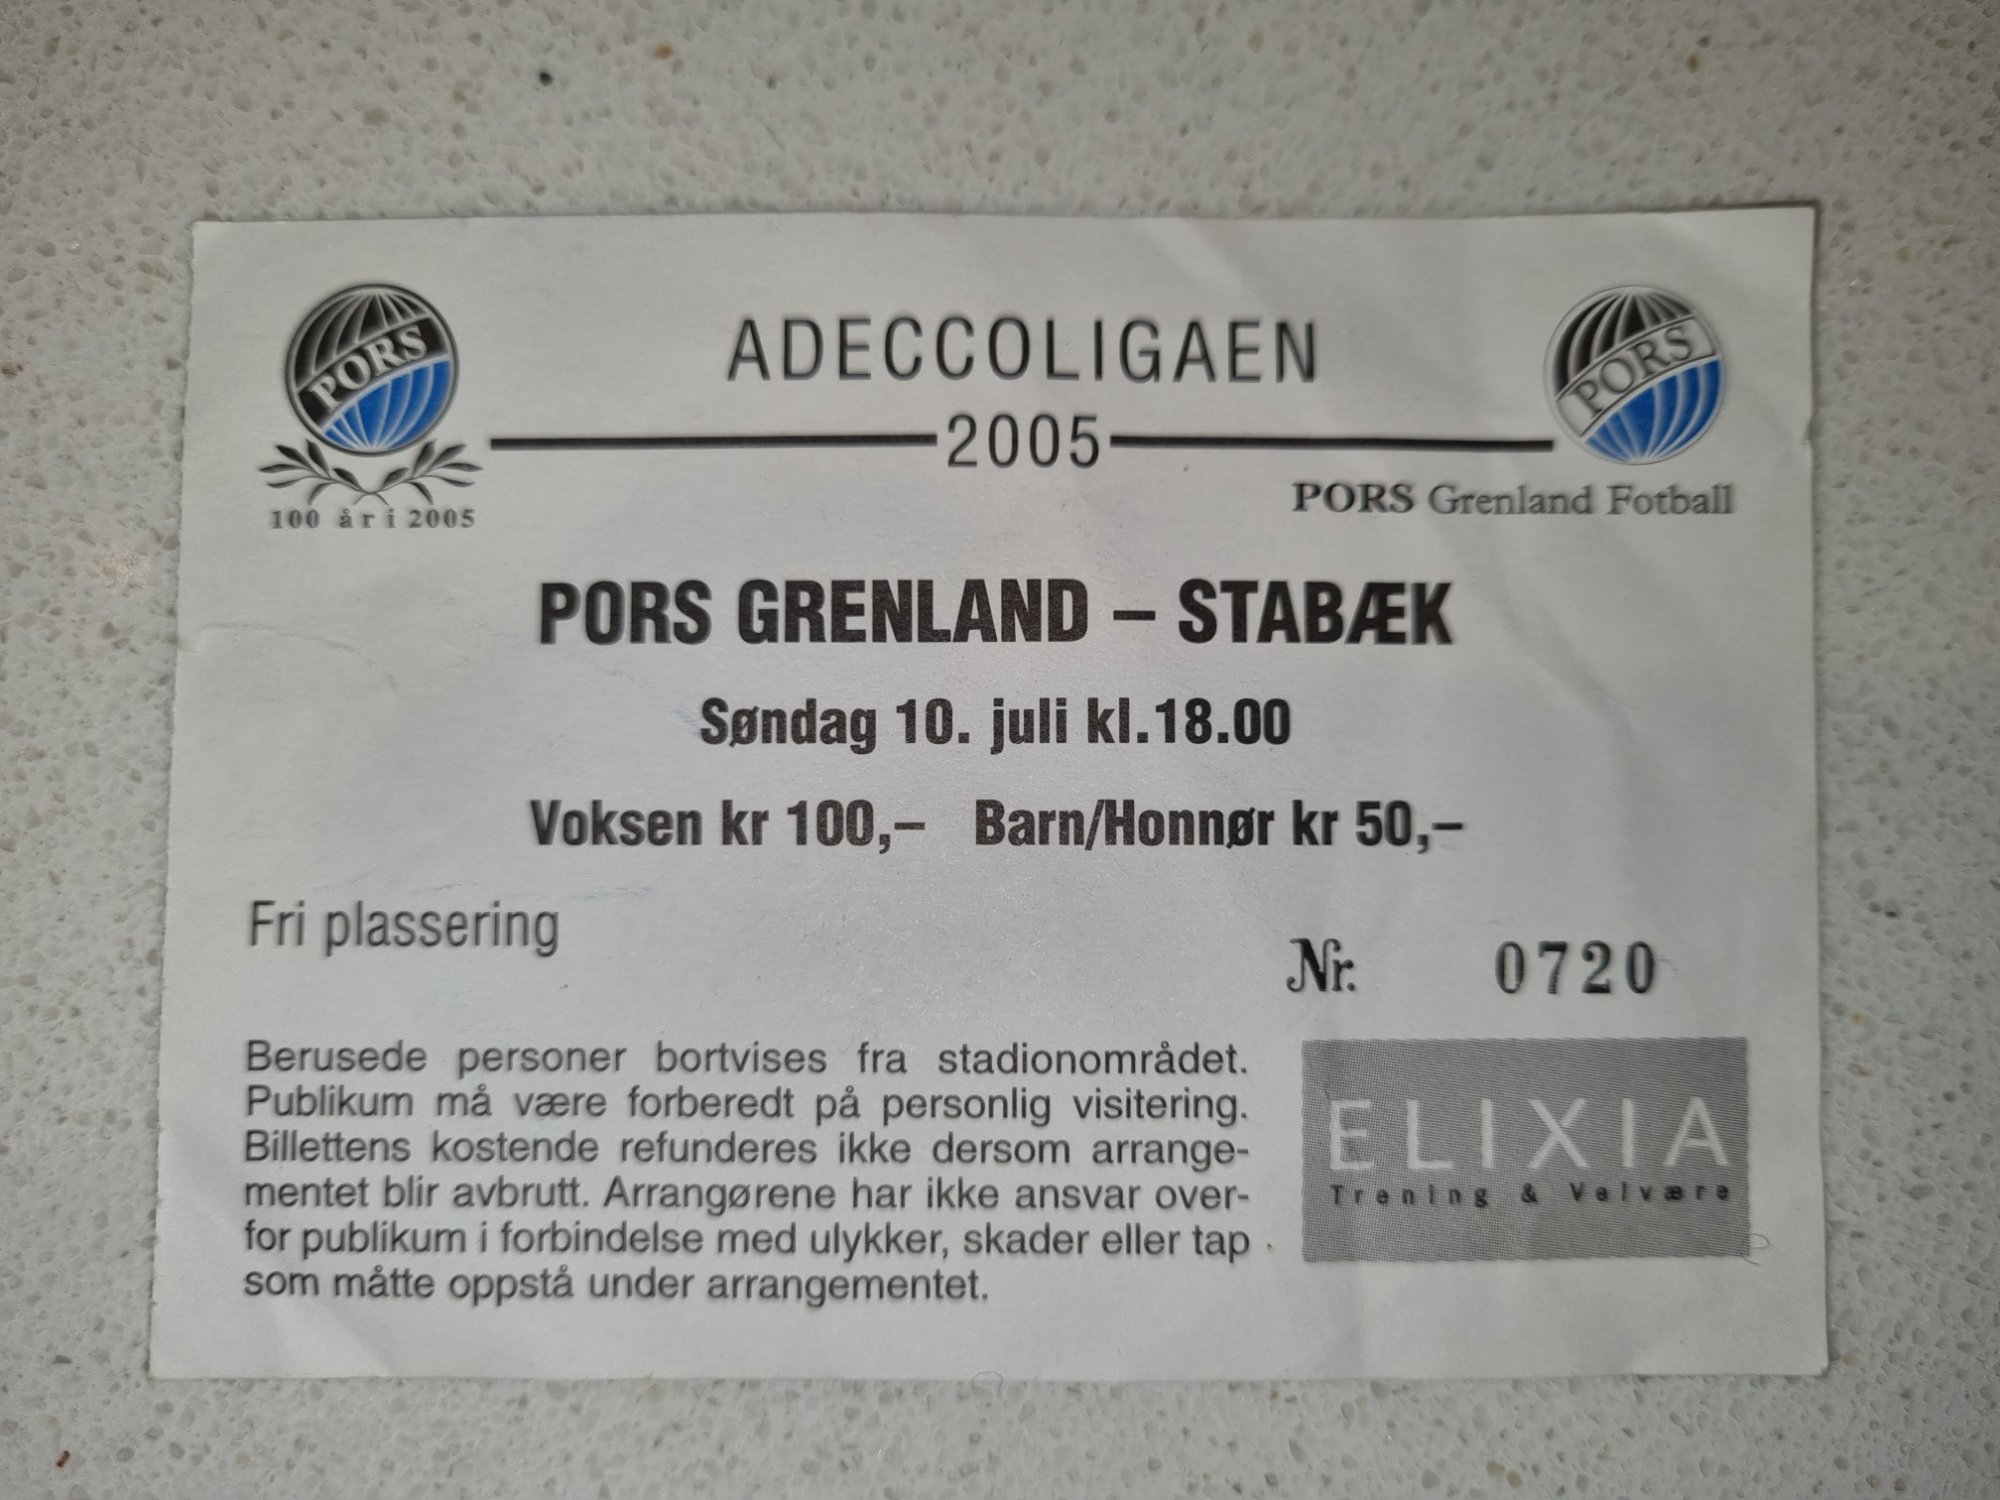 PORS
100 år i 2005
ADECCOLIGAEN
2005
PORS
PORS Grenland Fotball
PORS GRENLAND – STABÆK
Søndag 10. juli kl.18.00
Voksen kr 100,– Barn/Honnør kr 50,–
Fri plassering
Nr. 0720
Berusede personer bortvises fra stadionområdet.
Publikum må være forberedt på personlig visitering.
Billettens kostende refunderes ikke dersom arrange-
mentet blir avbrutt. Arrangørene har ikke ansvar over-
for publikum i forbindelse med ulykker, skader eller tap
som måtte oppstå under arrangementet.
ELIXIA
Trening & Velvære